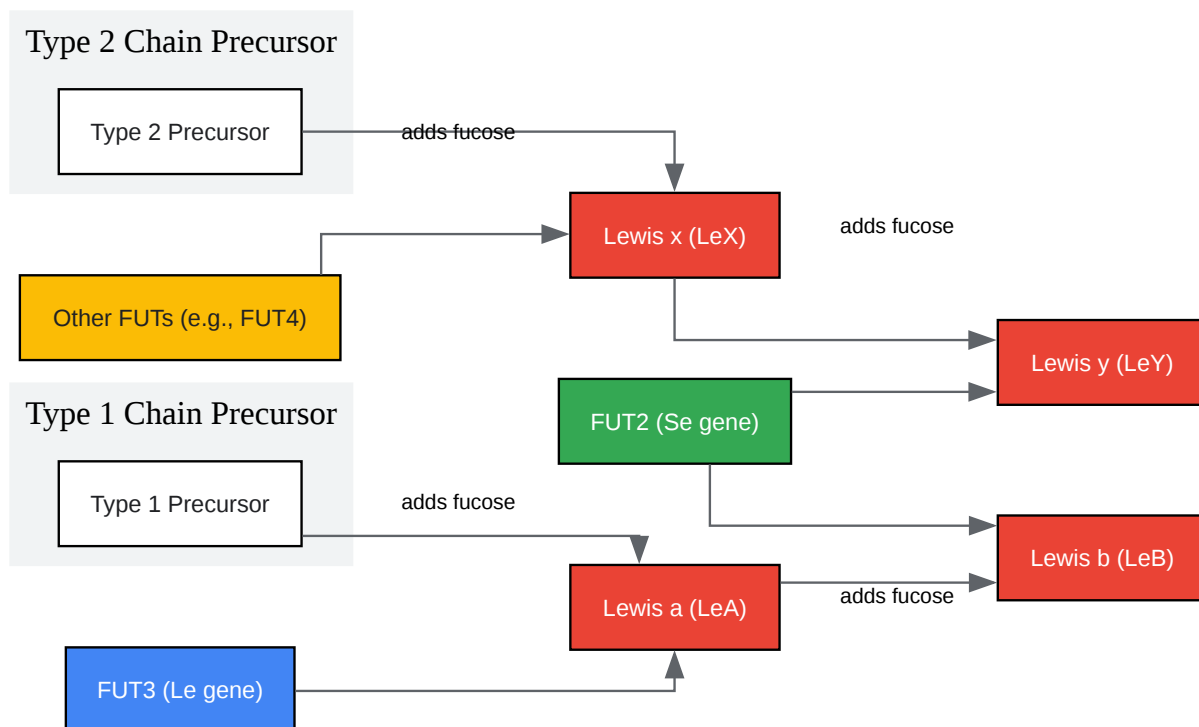 Type 2 Chain Precursor
Type 2 Precursor
adds fucose
Lewis x (LeX)
adds fucose
Other FUTs (e.g., FUT4)
Lewis y (LeY)
Type 1 Chain Precursor
FUT2 (Se gene)
Type 1 Precursor
adds fucose
Lewis b (LeB)
Lewis a (LeA)
adds fucose
FUT3 (Le gene)